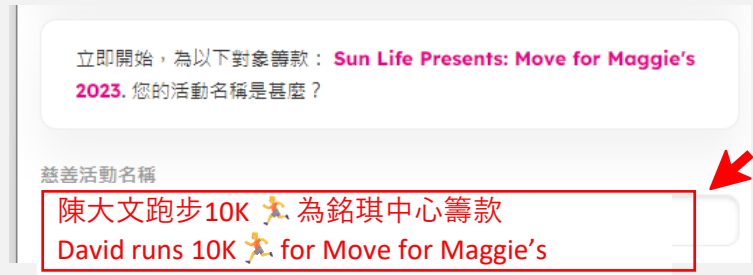 立即開始，為以下對象籌款： Sun Life Presents: Move for Maggie's
2023. 您的活動名稱是甚麼？
慈善活動名稱
陳大文跑步10K 🏃 為銘琪中心籌款
David runs 10K 🏃 for Move for Maggie's